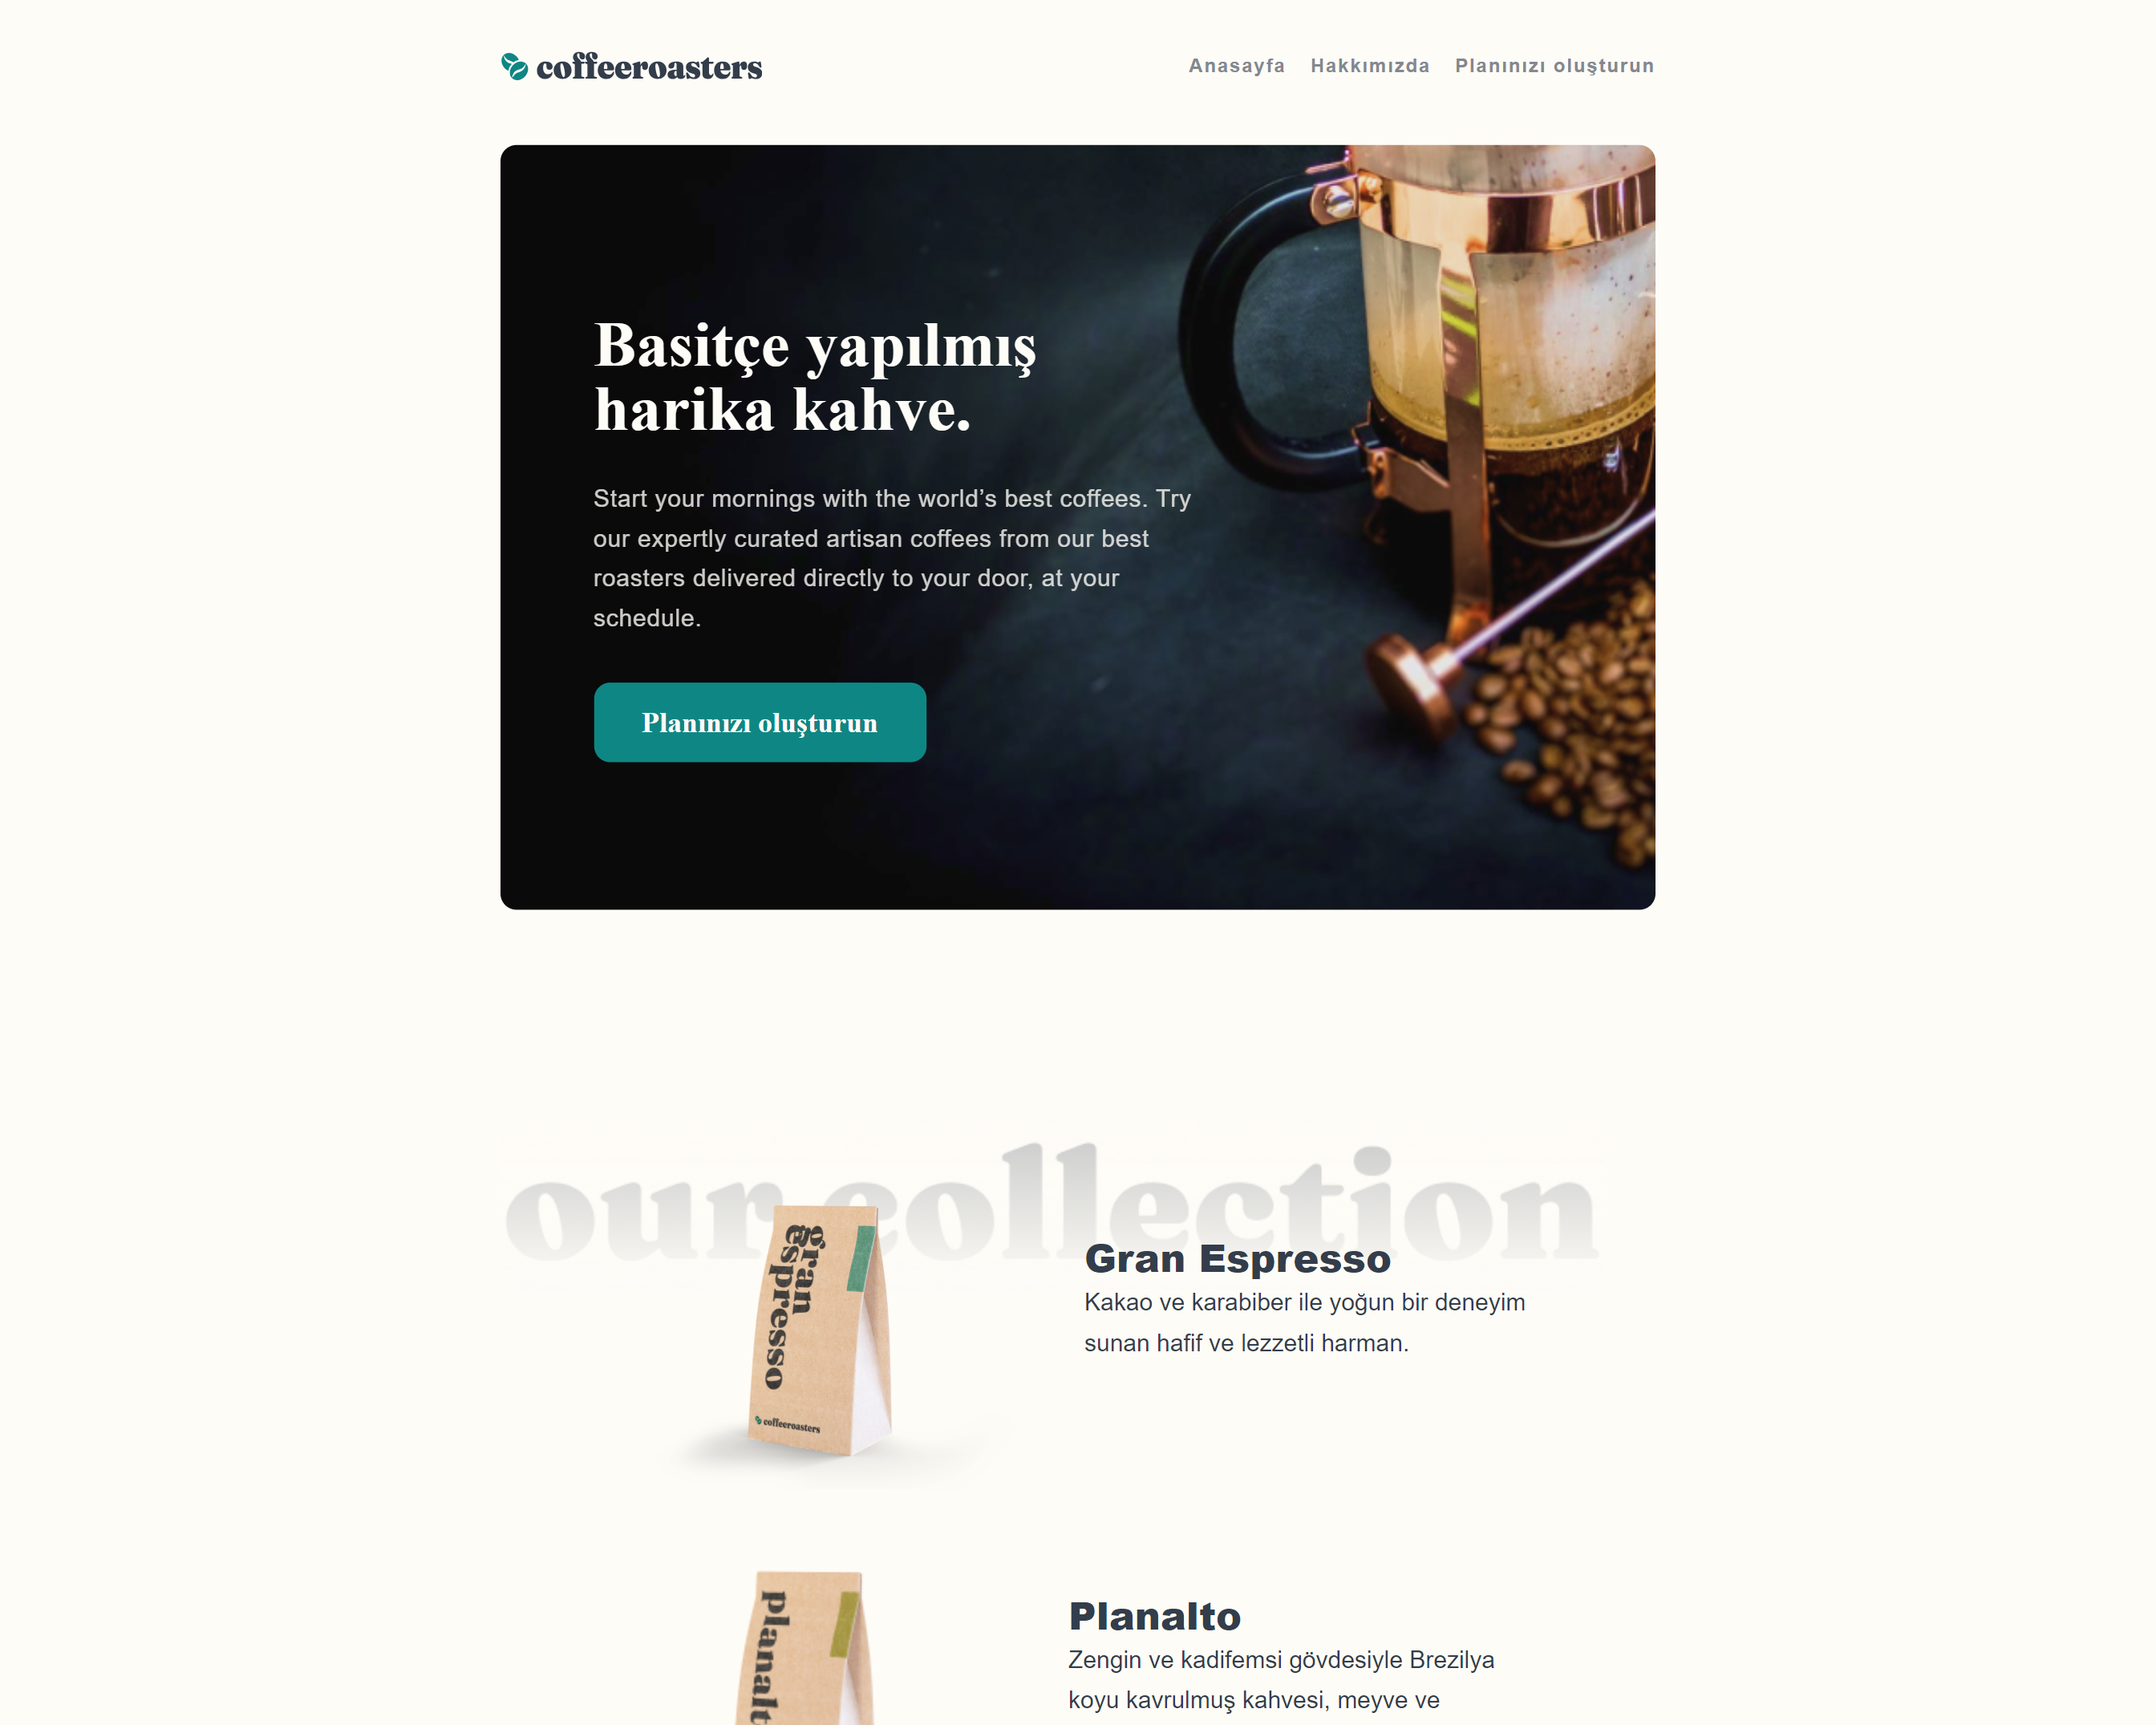 coffeeroasters
Anasayfa Hakkımızda Planınızı oluşturun
Basitçe yapılmış
harika kahve.
Start your mornings with the world’s best coffees. Try
our expertly curated artisan coffees from our best
roasters delivered directly to your door, at your
schedule.
Planınızı oluşturun
our collection
gran
espresso
coffeeroasters
Gran Espresso
Kakao ve karabiber ile yoğun bir deneyim
sunan hafif ve lezzetli harman.
planalt
Planalto
Zengin ve kadifemsi gövdesiyle Brezilya
koyu kavrulmuş kahvesi, meyve ve